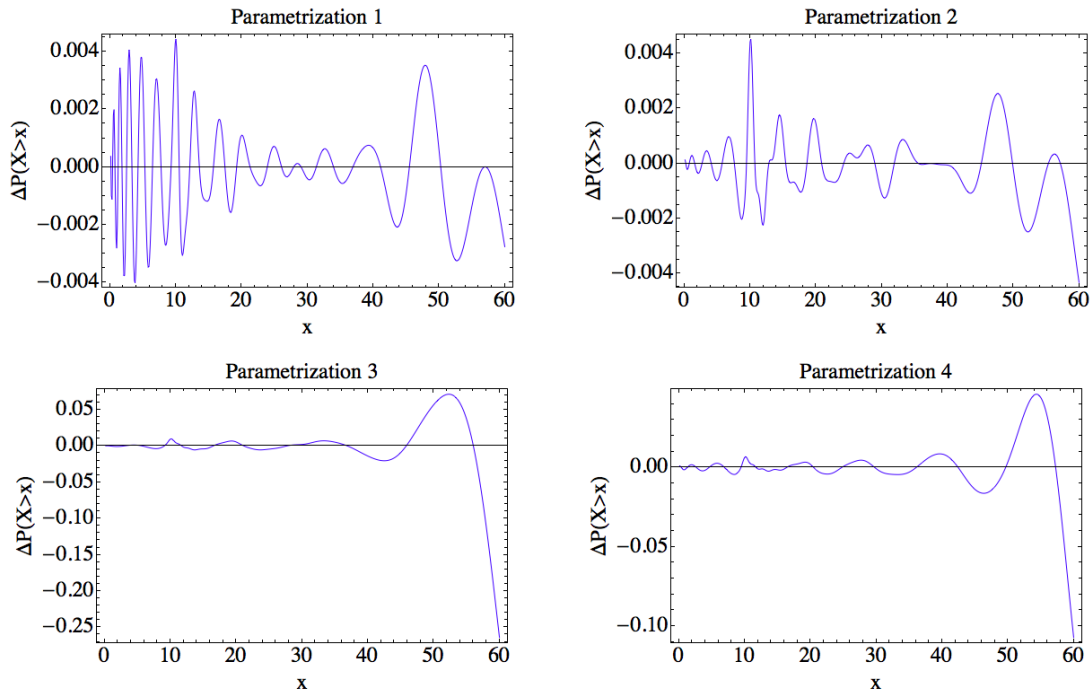 Parametrization 1
ΔP(X>x)
0.004
0.002
0.000
−0.002
−0.004
0 10 20 30 40 50 60
x
Parametrization 2
ΔP(X>x)
0.004
0.002
0.000
−0.002
−0.004
0 10 20 30 40 50 60
x
Parametrization 3
ΔP(X>x)
0.05
0.00
−0.05
−0.10
−0.15
−0.20
−0.25
0 10 20 30 40 50 60
x
Parametrization 4
ΔP(X>x)
0.00
−0.05
−0.10
0 10 20 30 40 50 60
x